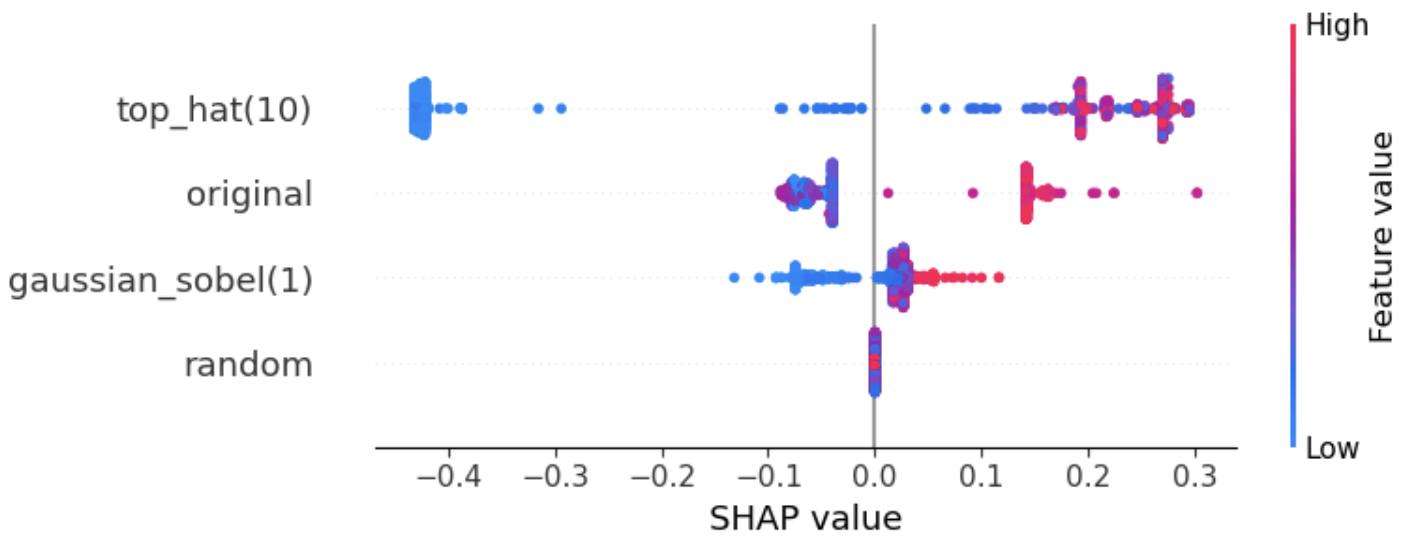 High
top_hat(10)
original
gaussian_sobel(1)
random
Feature value
Low
−0.4 −0.3 −0.2 −0.1 0.0 0.1 0.2 0.3
SHAP value